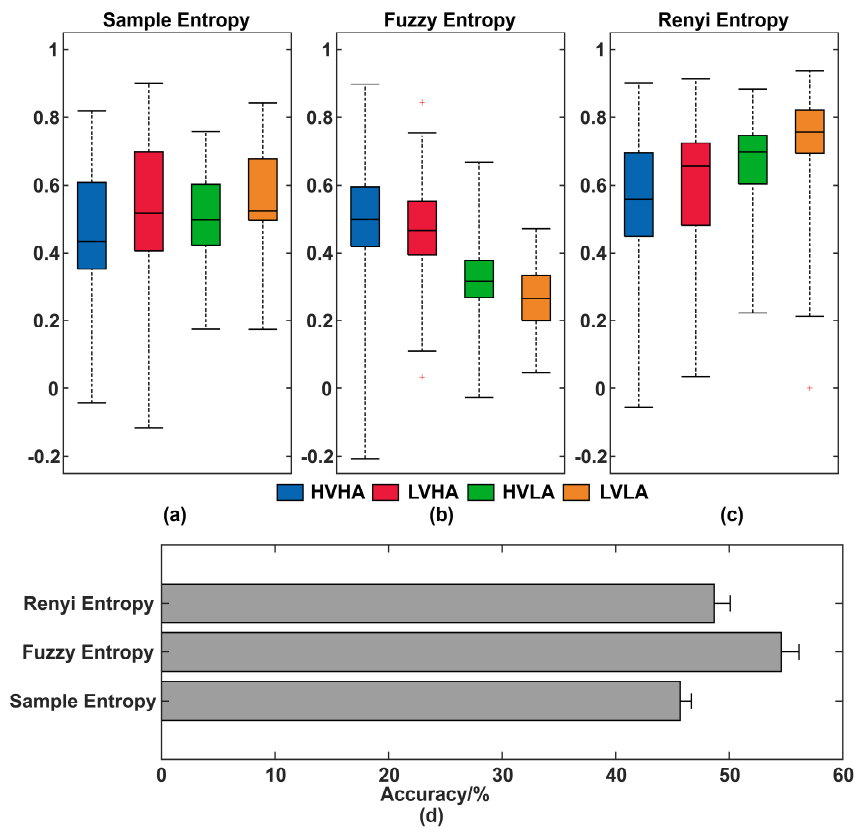 Sample Entropy
Fuzzy Entropy
Renyi Entropy
1
0.8
0.6
0.4
0.2
0
-0.2
1
0.8
0.6
0.4
0.2
0
-0.2
1
0.8
0.6
0.4
0.2
0
-0.2
HVHA LVHA HVLA LVLA
(a) (b) (c)
Renyi Entropy
Fuzzy Entropy
Sample Entropy
0 10 20 30 40 50 60
Accuracy/%
(d)